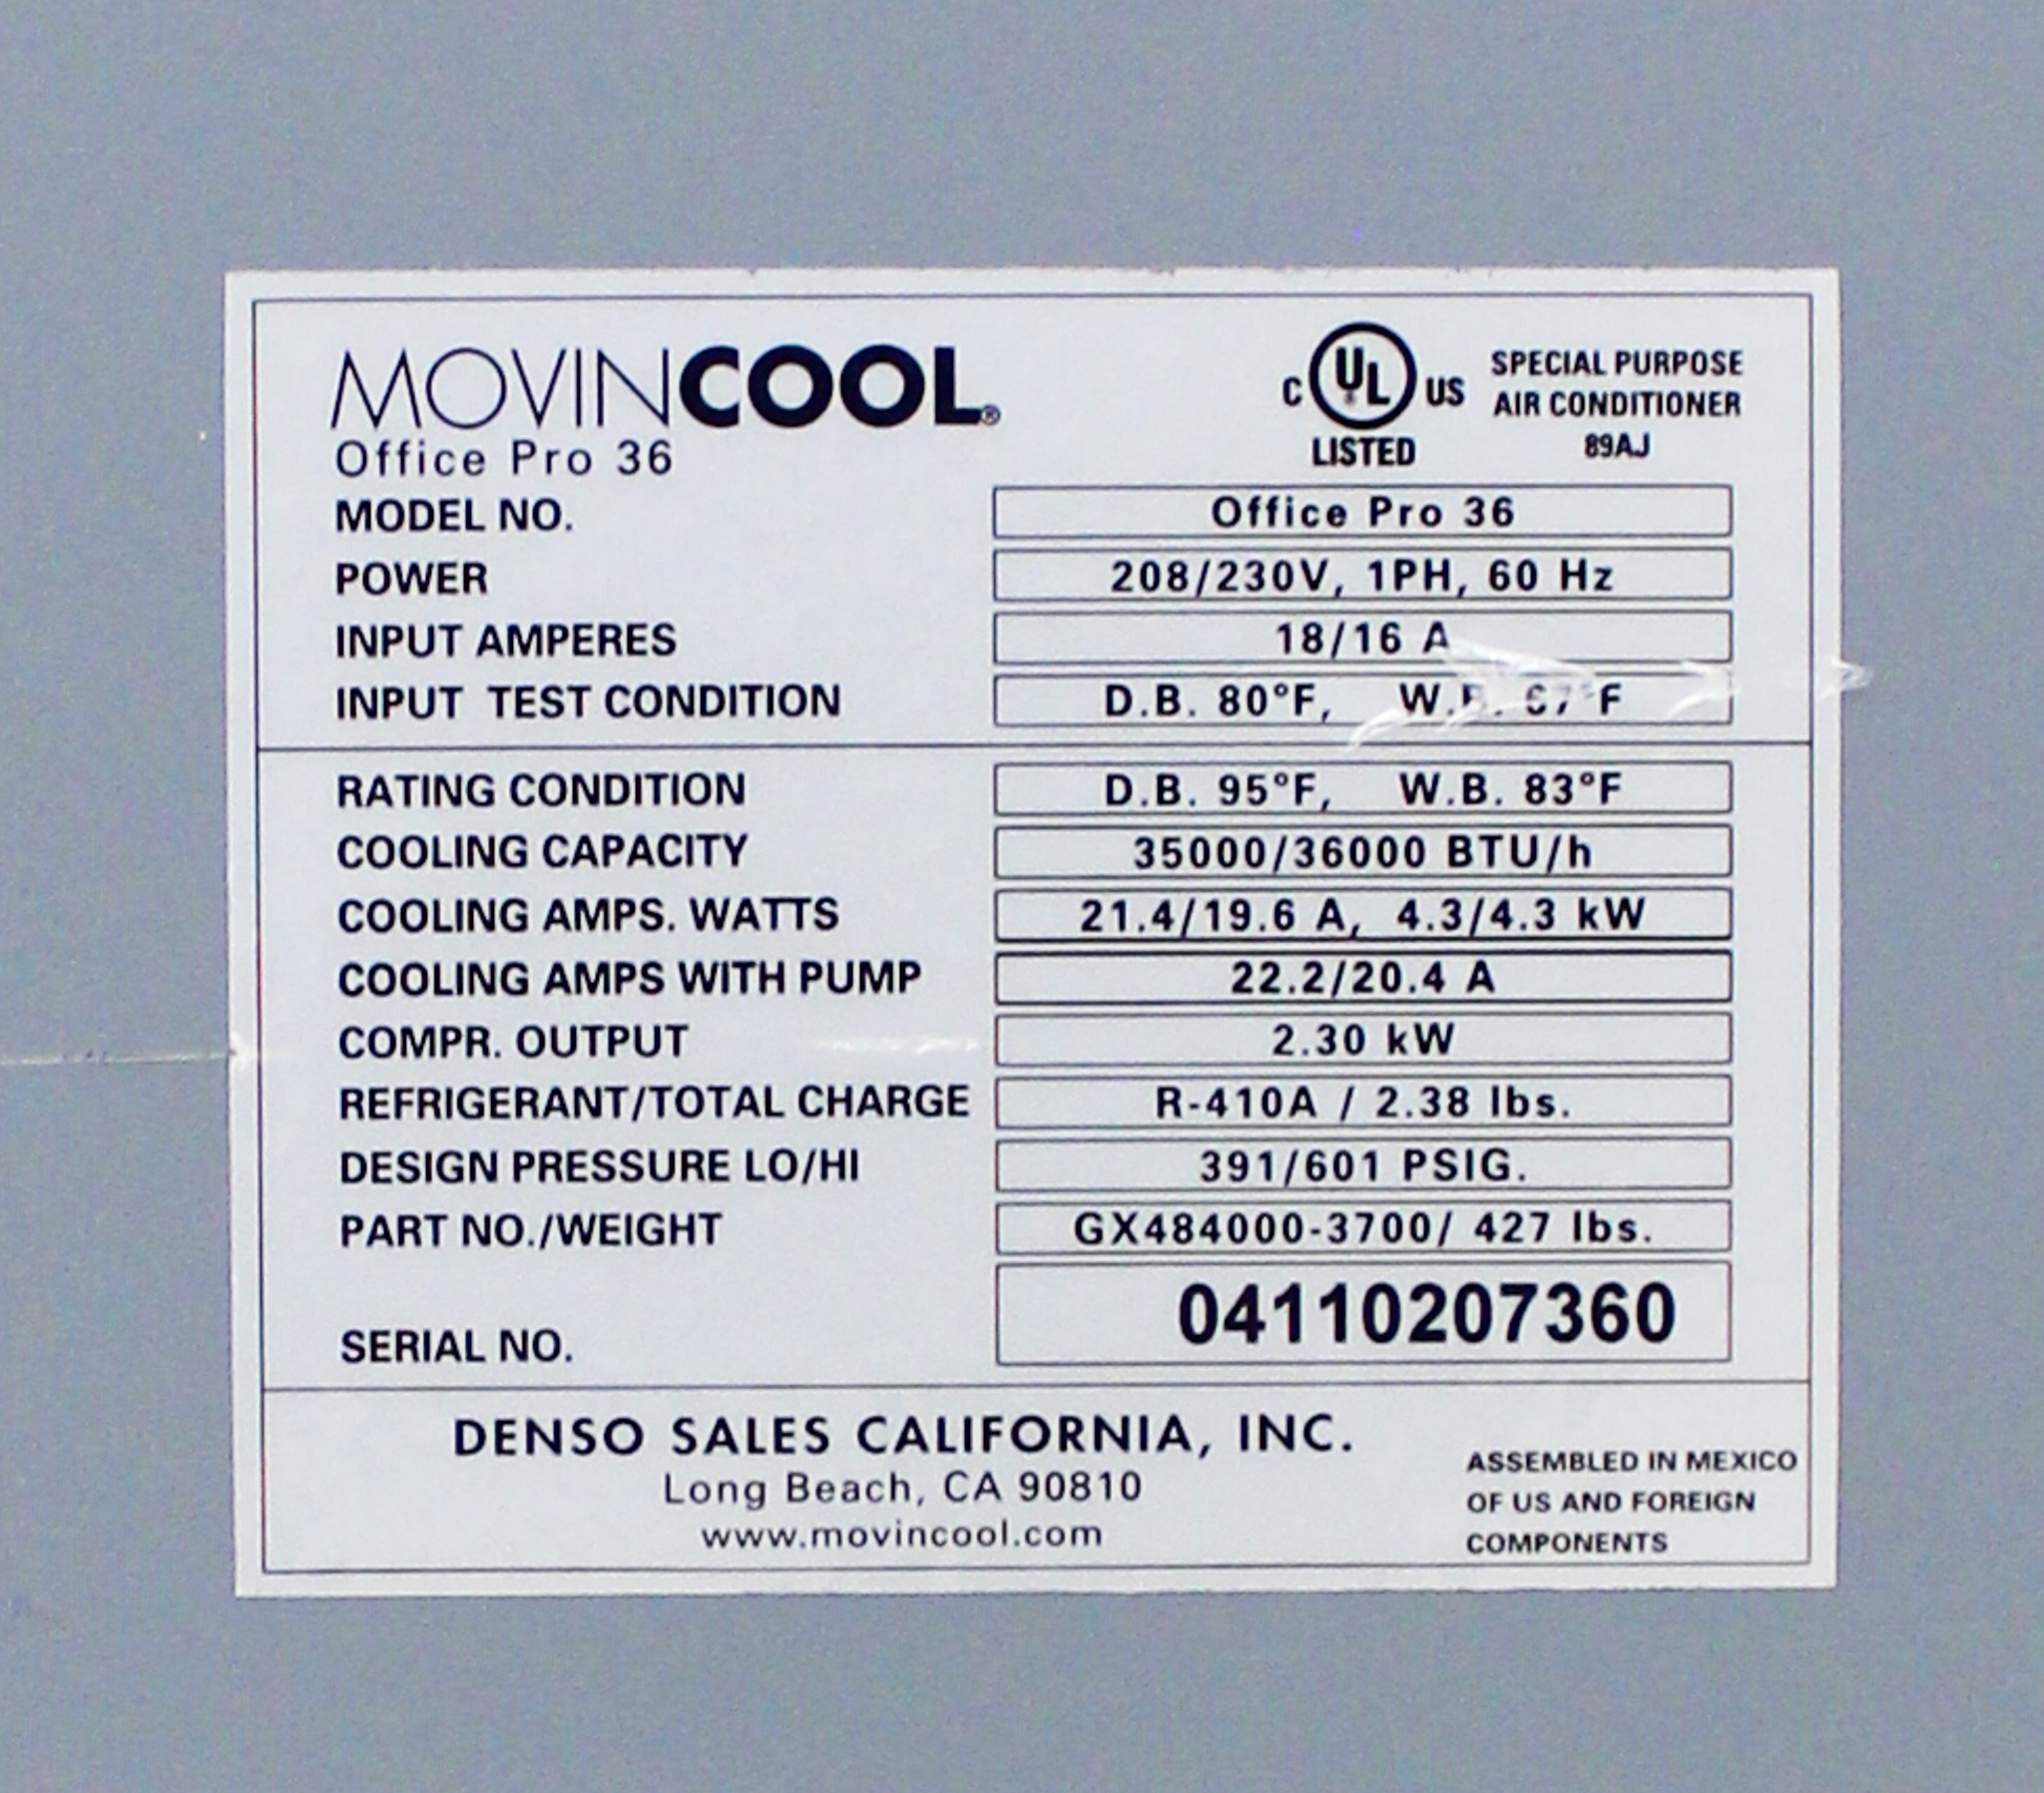 MOVINCOOL®
Office Pro 36
C UL US LISTED
SPECIAL PURPOSE
AIR CONDITIONER
89AJ
MODEL NO. Office Pro 36
POWER 208/230V, 1PH, 60 Hz
INPUT AMPERES 18/16 A
INPUT TEST CONDITION D.B. 80°F, W.B. 67°F
RATING CONDITION D.B. 95°F, W.B. 83°F
COOLING CAPACITY 35000/36000 BTU/h
COOLING AMPS. WATTS 21.4/19.6 A, 4.3/4.3 kW
COOLING AMPS WITH PUMP 22.2/20.4 A
COMPR. OUTPUT 2.30 kW
REFRIGERANT/TOTAL CHARGE R-410A / 2.38 lbs.
DESIGN PRESSURE LO/HI 391/601 PSIG.
PART NO./WEIGHT GX484000-3700/ 427 lbs.
SERIAL NO. 04110207360
DENSO SALES CALIFORNIA, INC.
Long Beach, CA 90810
www.movincool.com
ASSEMBLED IN MEXICO
OF US AND FOREIGN
COMPONENTS